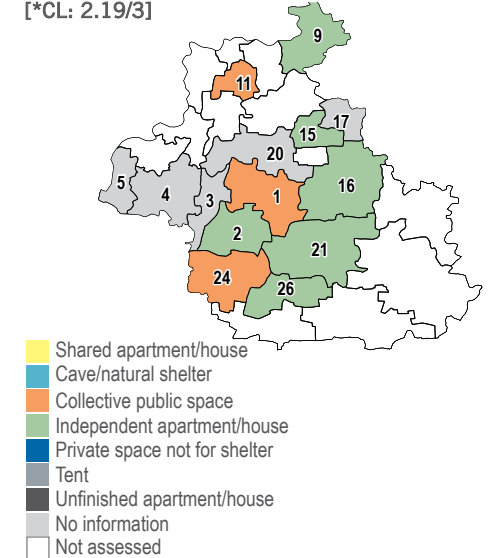 [*CL: 2.19/3]
9
11
15
17
20
5
4
3
1
16
2
21
24
26
Shared apartment/house
Cave/natural shelter
Collective public space
Independent apartment/house
Private space not for shelter
Tent
Unfinished apartment/house
No information
Not assessed